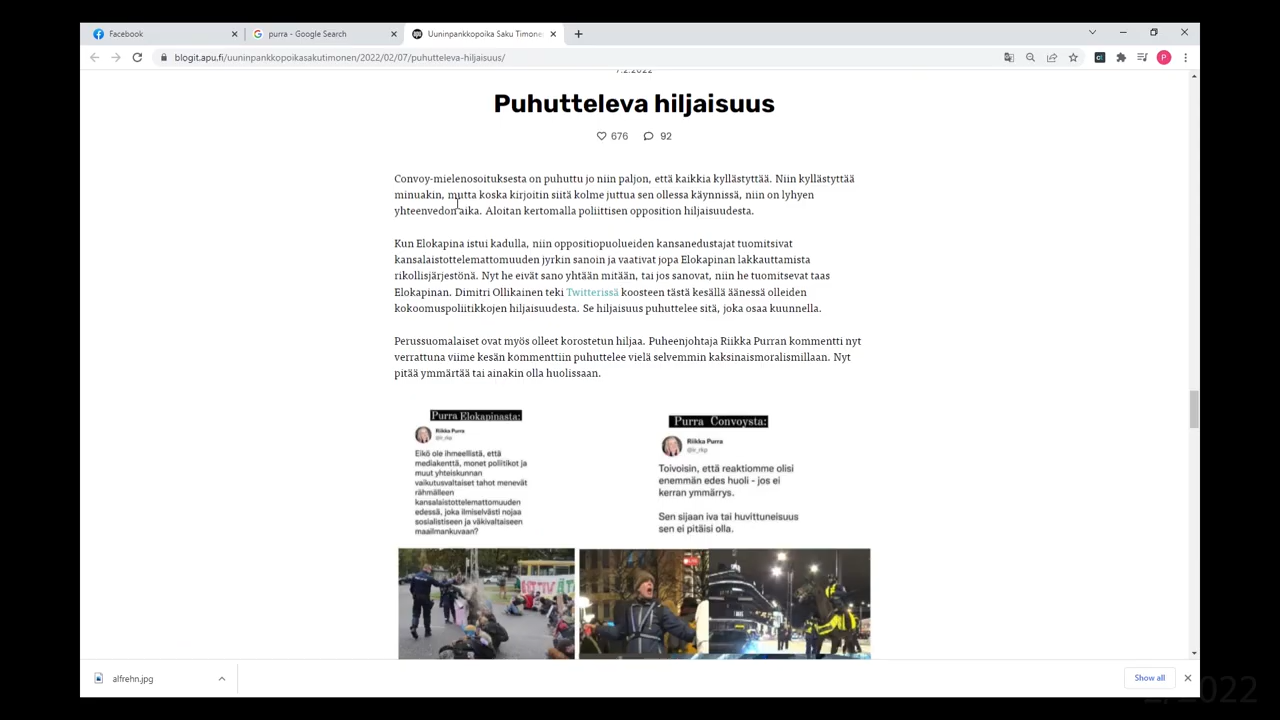 Facebook
purra - Google Search
Uuninpankkopoika Saku Timone
blogit.apu.fi/uuninpankkopoikasakutimonen/2022/02/07/puhutteleva-hiljaisuus/
7.2.2022
Puhutteleva hiljaisuus
676 92
Convoy-mielenosoituksesta on puhuttu jo niin paljon, että kaikkia kyllästyttää. Niin kyllästyttää
minuakin, mutta koska kirjoitin siitä kolme juttua sen ollessa käynnissä, niin on lyhyen
yhteenvedon aika. Aloitan kertomalla poliittisen opposition hiljaisuudesta.
Kun Elokapina istui kadulla, niin oppositiopuolueiden kansanedustajat tuomitsivat
kansalaistottelemattomuuden jyrkin sanoin ja vaativat jopa Elokapinan lakkauttamista
rikollisjärjestönä. Nyt he eivät sano yhtään mitään, tai jos sanovat, niin he tuomitsevat taas
Elokapinan. Dimitri Ollikainen teki Twitterissä koosteen tästä kesällä äänessä olleiden
kokoomuspoliitikkojen hiljaisuudesta. Se hiljaisuus puhuttelee sitä, joka osaa kuunnella.
Perussuomalaiset ovat myös olleet korostetun hiljaa. Puheenjohtaja Riikka Purran kommentti nyt
verrattuna viime kesän kommenttiin puhuttelee vielä selvemmin kaksinaismoralismillaan. Nyt
pitää ymmärtää tai ainakin olla huolissaan.
Purra Elokapinasta:
Riikka Purra
@ir_rkp
Eikö ole ihmeellistä, että
mediakenttä, monet poliitikot ja
muut yhteiskunnan
vaikutusvaltaiset tahot menevät
rähmälleen
kansalaistottelemattomuuden
edessä, joka ilmiselvästi nojaa
sosialistiseen ja väkivaltaiseen
maailmankuvaan?
Purra Convoysta:
Riikka Purra
@ir_rkp
Toivoisin, että reaktiomme olisi
enemmän edes huoli - jos ei
kerran ymmärrys.
Sen sijaan iva tai huvittuneisuus
sen ei pitäisi olla.
LIVE
alfrehn.jpg
Show all
2/2022